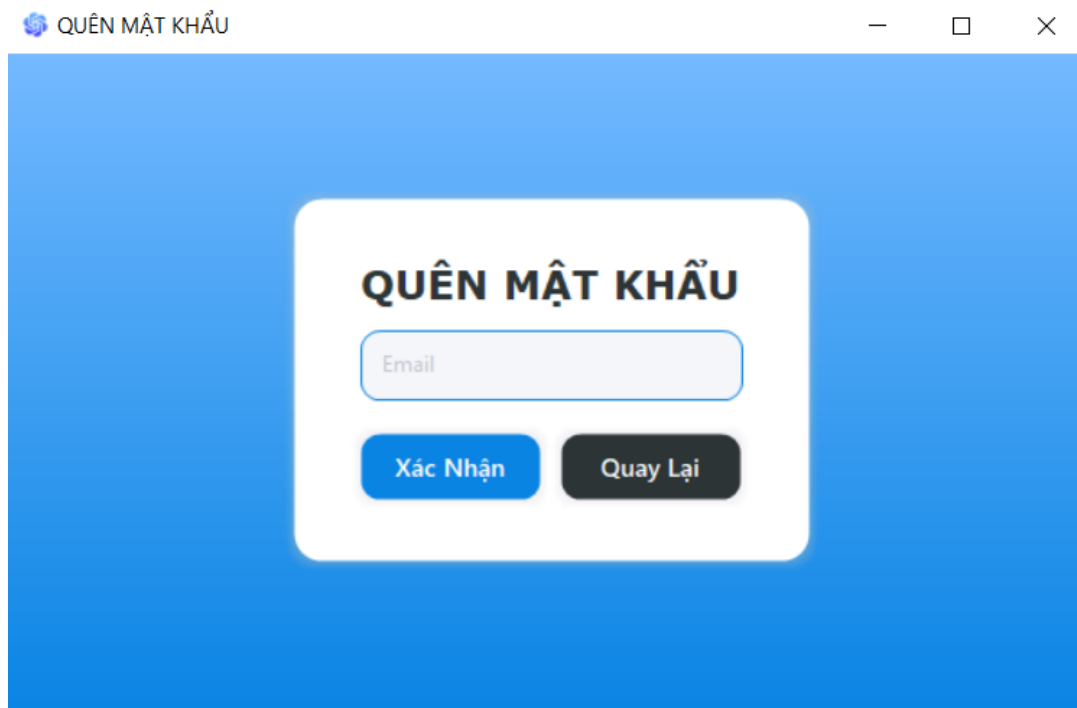 QUÊN MẬT KHẨU
QUÊN MẬT KHẨU
Email
Xác Nhận
Quay Lại